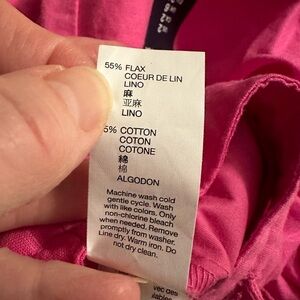 55% FLAX
COEUR DE LIN
LINO
麻
亚麻
LINO
5% COTTON
COTON
COTONE
綿
棉
ALGODON
Machine wash cold
gentle cycle. Wash
with like colors. Only
non-chlorine bleach
when needed. Remove
promptly from washer.
Line dry. Warm iron. Do
not dry clean.
vec des